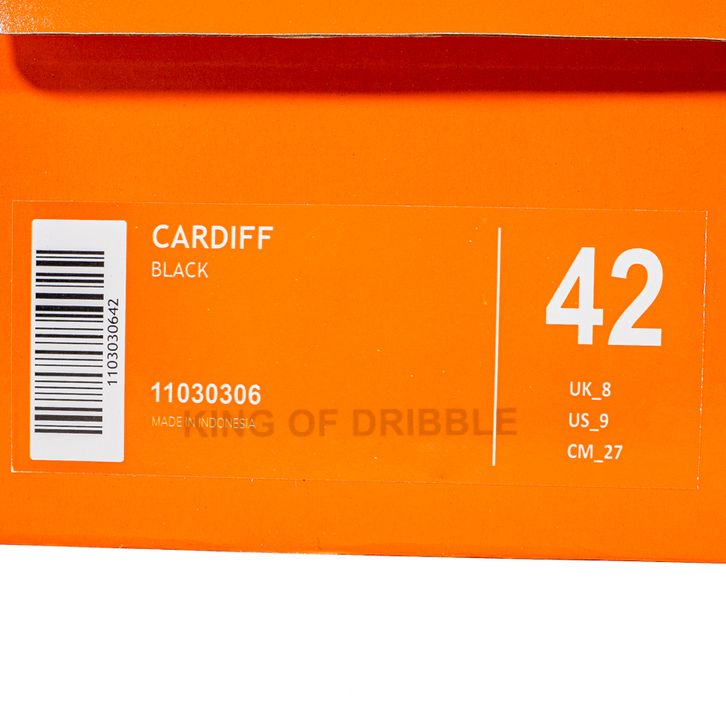 CARDIFF
BLACK
1103030642
11030306
MADE IN INDONESIA
KING OF DRIBBLE
42
UK_8
US_9
CM_27